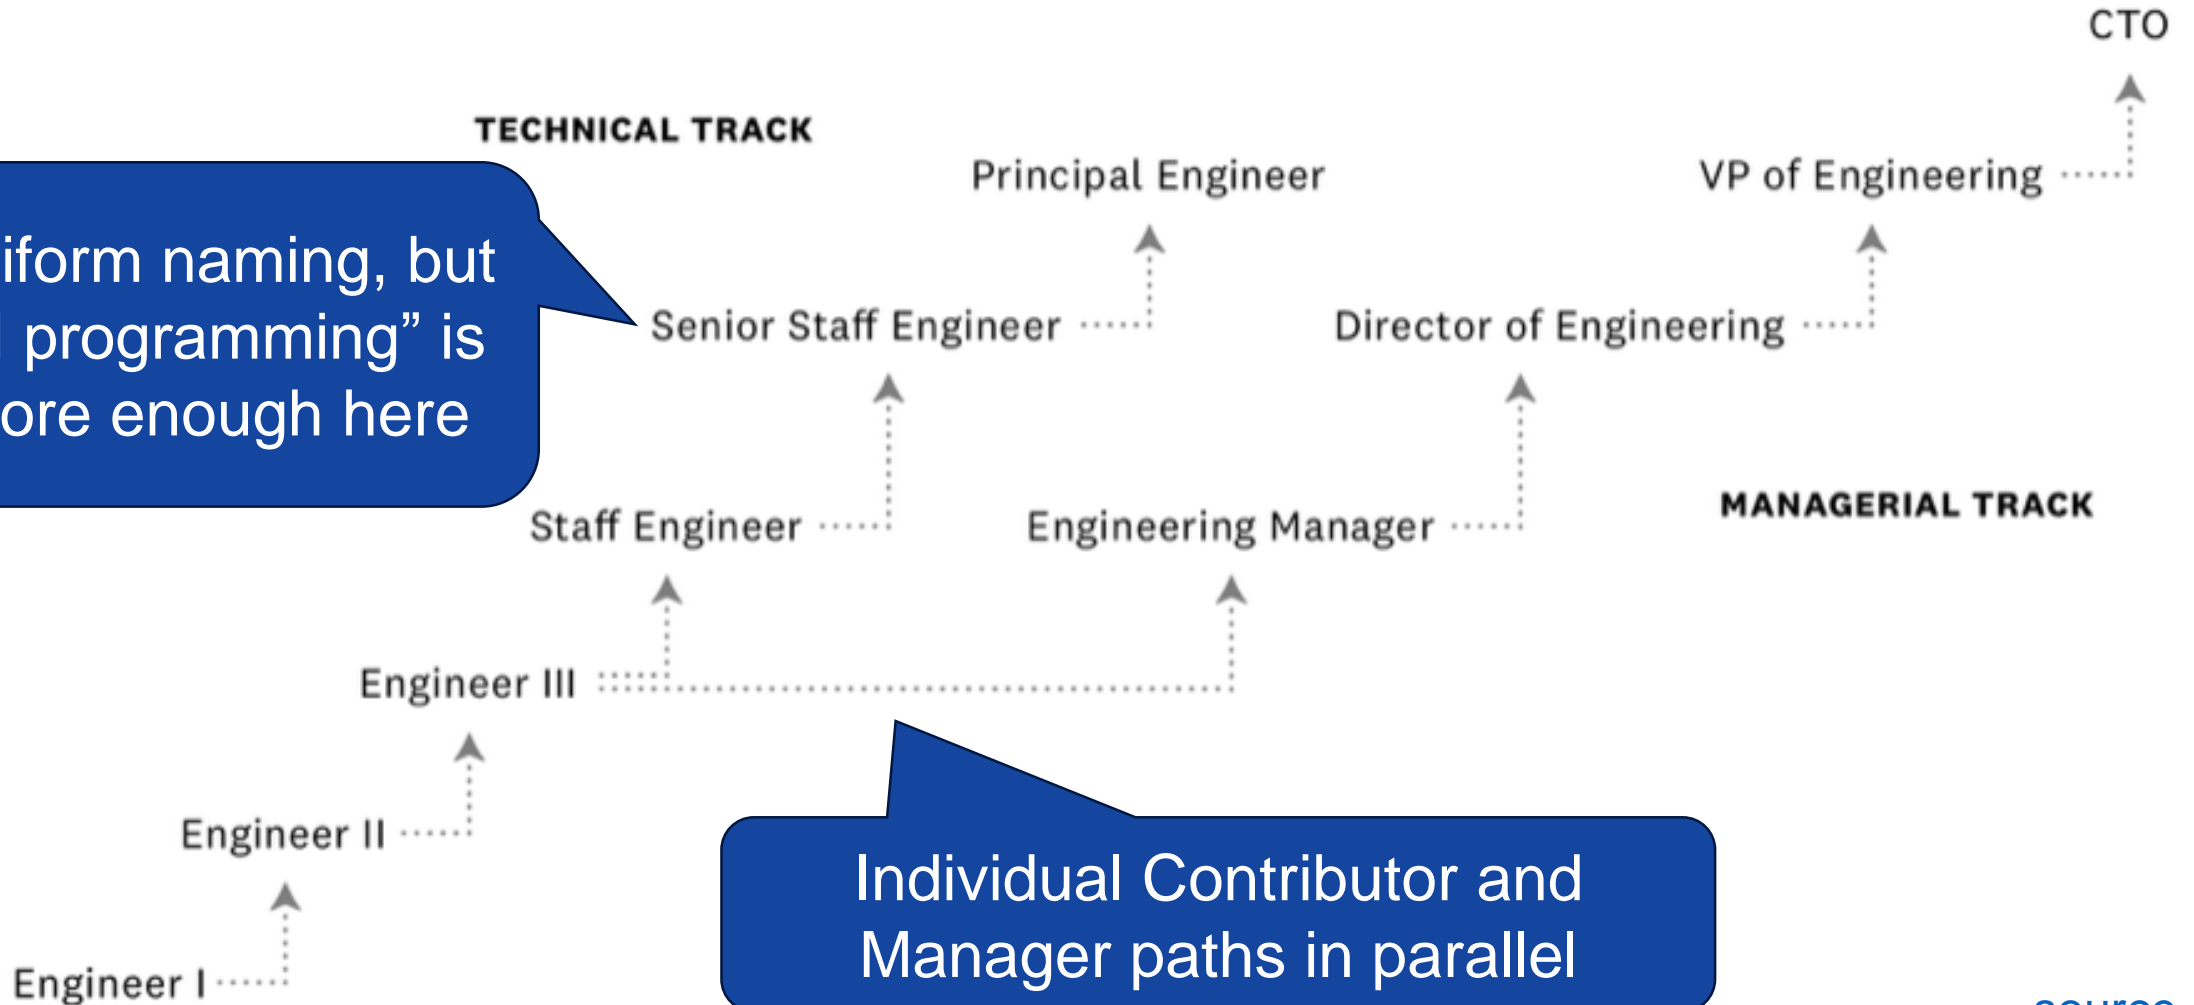 CTO
TECHNICAL TRACK
Principal Engineer
VP of Engineering
iform naming, but
programming” is
ore enough here
Senior Staff Engineer
Director of Engineering
Staff Engineer
Engineering Manager
MANAGERIAL TRACK
Engineer III
Engineer II
Individual Contributor and
Manager paths in parallel
Engineer I
source